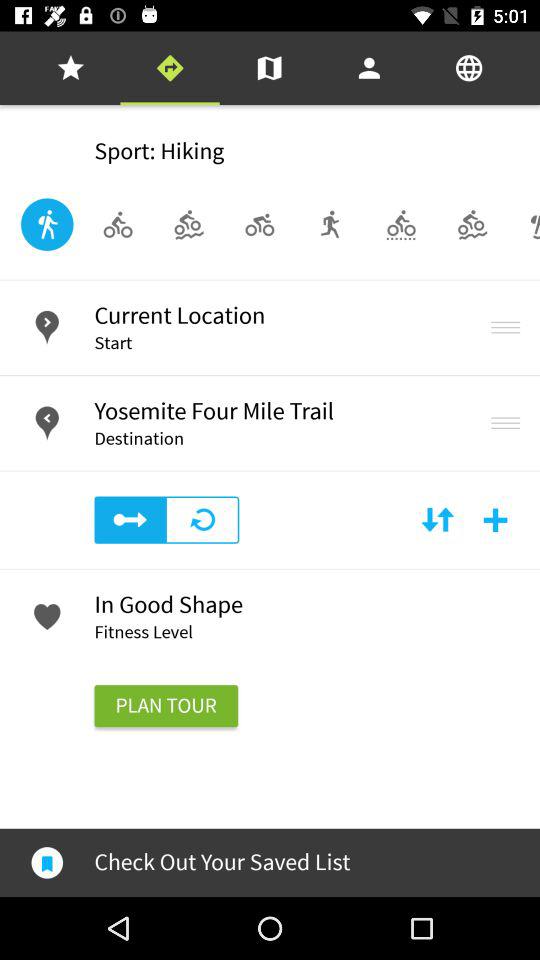 5:01
Sport: Hiking
Current Location
Start
Yosemite Four Mile Trail
Destination
In Good Shape
Fitness Level
PLAN TOUR
Check Out Your Saved List